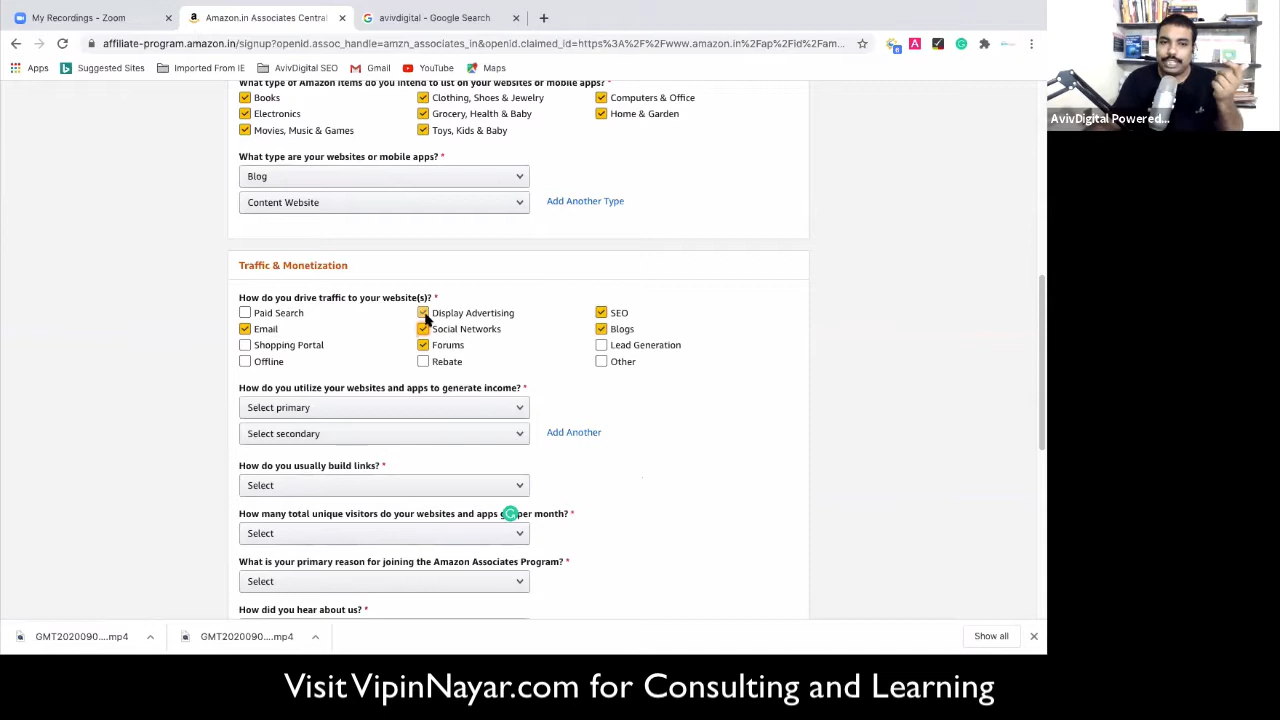 My Recordings - Zoom
Amazon.in Associates Central
avivdigital - Google Search
affiliate-program.amazon.in/signup?openid.assoc_handle=amzn_associates_in&openid.claimed_id=https%3A%2F%2Fwww.amazon.in%2Fap%2Fid%2Fam...
Apps
Suggested Sites
Imported From IE
AvivDigital SEO
Gmail
Maps
AvivDigital Powered...
What type of Amazon items do you intend to list on your websites or mobile apps? *
Books
Clothing, Shoes & Jewelry
Computers & Office
Electronics
Grocery, Health & Baby
Home & Garden
Movies, Music & Games
Toys, Kids & Baby
What type are your websites or mobile apps? *
Blog
Content Website
Add Another Type
Traffic & Monetization
How do you drive traffic to your website(s)? *
Paid Search
Display Advertising
SEO
Email
Social Networks
Blogs
Shopping Portal
Forums
Lead Generation
Offline
Rebate
Other
How do you utilize your websites and apps to generate income? *
Select primary
Select secondary
Add Another
How do you usually build links? *
Select
How many total unique visitors do your websites and apps per month? *
Select
What is your primary reason for joining the Amazon Associates Program? *
Select
How did you hear about us? *
GMT2020090....mp4
GMT2020090....mp4
Show all
Visit VipinNayar.com for Consulting and Learning